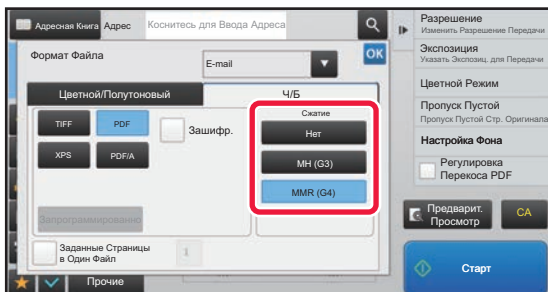 Адресная Книга
Адрес
Коснитесь для Ввода Адреса
Разрешение
Изменить Разрешение Передачи
Формат Файла
E-mail
OK
Экспозиция
Указать Экспозиц. для Передачи
Цветной/Полутоновый
Ч/Б
Цветной Режим
Сжатие
TIFF
PDF
Зашифр.
Нет
Пропуск Пустой
Пропуск Пустой Стр. Оригинала
XPS
PDF/A
MH (G3)
Настройка Фона
Регулировка
Перекоса PDF
MMR (G4)
Запрограммированно
Предварит.
Просмотр
CA
Заданные Страницы
в Один Файл
1
Прочие
Старт